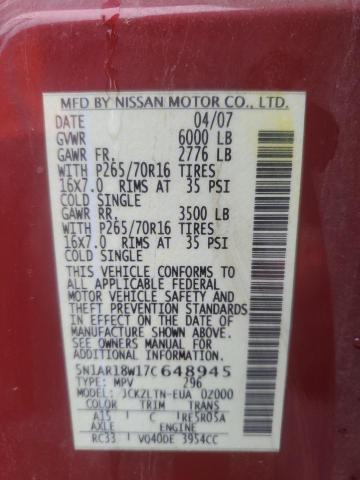 MFD BY NISSAN MOTOR CO., LTD.
DATE 04/07
GVWR 6000 LB
GAWR FR. 2776 LB
WITH P265/70R16 TIRES
16X7.0 RIMS AT 35 PSI
COLD SINGLE
GAWR RR. 3500 LB
WITH P265/70R16 TIRES
16X7.0 RIMS AT 35 PSI
COLD SINGLE
THIS VEHICLE CONFORMS TO
ALL APPLICABLE FEDERAL
MOTOR VEHICLE SAFETY AND
THEFT PREVENTION STANDARDS
IN EFFECT ON THE DATE OF
MANUFACTURE SHOWN ABOVE.
SEE OWNERS MANUAL FOR
ADDITIONAL INFORMATION.
5N1AR18W17C648945
TYPE: MPV 296
MODEL: JCKZLTN-EUA 0Z000
COLOR TRIM TRANS
A15 C RE5R05A
AXLE ENGINE
RC33 VQ40DE 3954CC